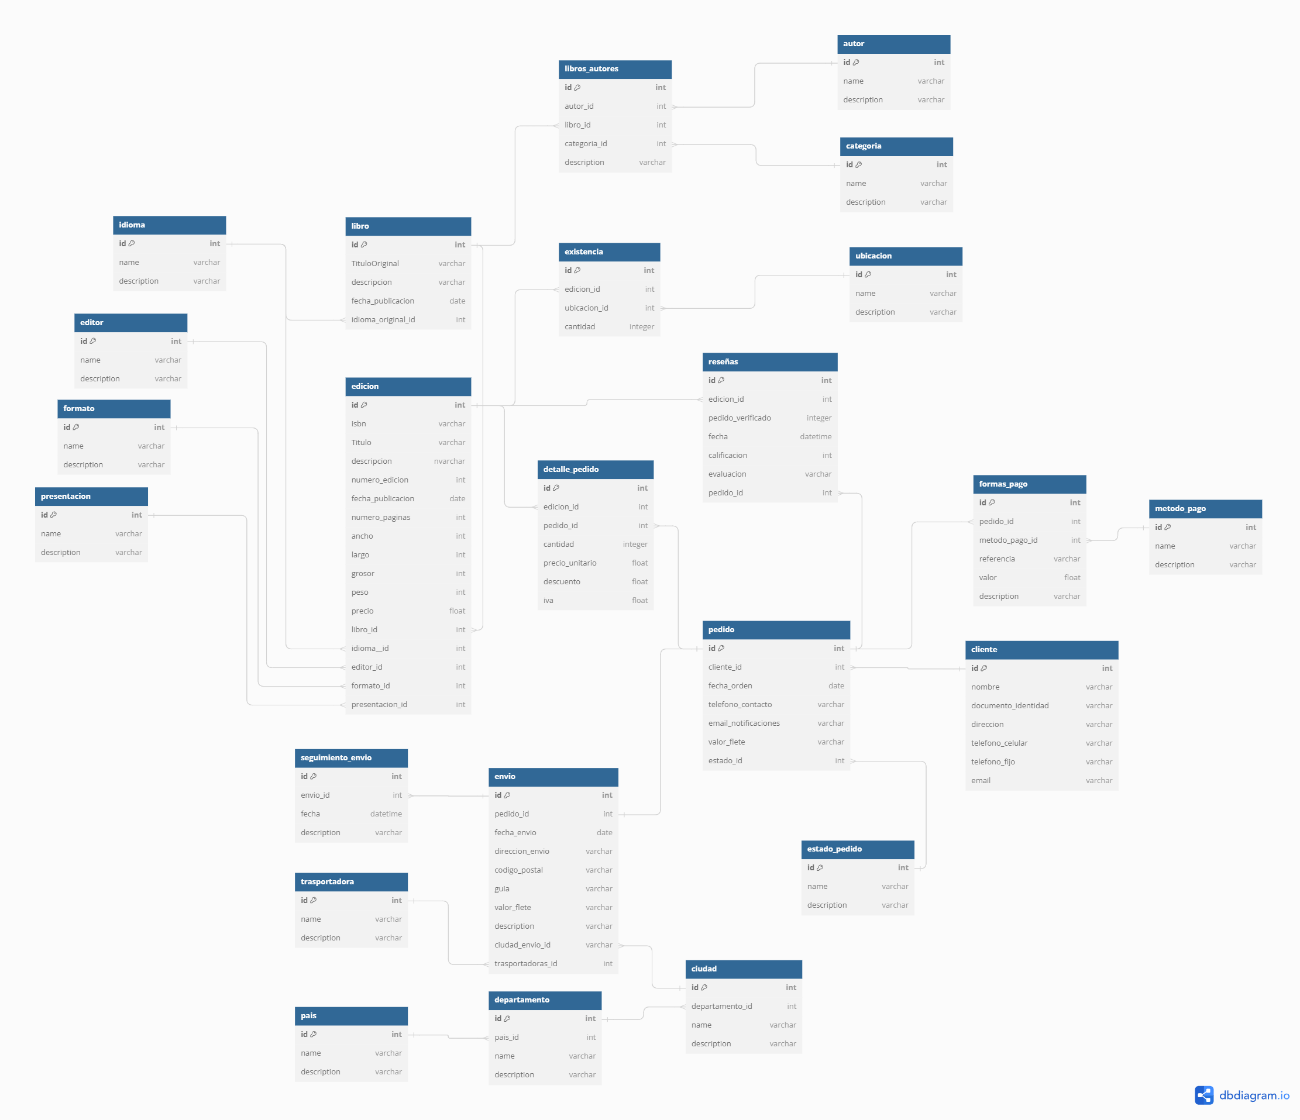 autor
id int
name varchar
description varchar
libros_autores
id int
autor_id int
libro_id int
categoria_id int
description varchar
categoria
id int
name varchar
description varchar
idioma
id int
name varchar
description varchar
libro
id int
TituloOriginal varchar
descripcion varchar
fecha_publicacion date
idioma_original_id int
existencia
id int
edicion_id int
ubicacion_id int
cantidad integer
ubicacion
id int
name varchar
description varchar
editor
id int
name varchar
description varchar
formato
id int
name varchar
description varchar
presentacion
id int
name varchar
description varchar
edicion
id int
isbn varchar
Titulo varchar
descripcion nvarchar
numero_edicion int
fecha_publicacion date
numero_paginas int
ancho int
largo int
grosor int
peso int
precio float
libro_id int
idioma__id int
editor_id int
formato_id int
presentacion_id int
reseñas
id int
edicion_id int
pedido_verificado integer
fecha datetime
calificacion int
evaluacion varchar
pedido_id int
detalle_pedido
id int
edicion_id int
pedido_id int
cantidad integer
precio_unitario float
descuento float
iva float
formas_pago
id int
pedido_id int
metodo_pago_id int
referencia varchar
valor float
description varchar
metodo_pago
id int
name varchar
description varchar
pedido
id int
cliente_id int
fecha_orden date
telefono_contacto varchar
email_notificaciones varchar
valor_flete varchar
estado_id int
cliente
id int
nombre varchar
documento_identidad varchar
direccion varchar
telefono_celular varchar
telefono_fijo varchar
email varchar
seguimiento_envio
id int
envio_id int
fecha datetime
description varchar
envio
id int
pedido_id int
fecha_envio date
direccion_envio varchar
codigo_postal varchar
guia varchar
valor_flete varchar
description varchar
ciudad_envio_id varchar
trasportadoras_id int
estado_pedido
id int
name varchar
description varchar
trasportadora
id int
name varchar
description varchar
ciudad
id int
departamento_id int
name varchar
description varchar
departamento
id int
pais_id int
name varchar
description varchar
pais
id int
name varchar
description varchar
dbdiagram.io